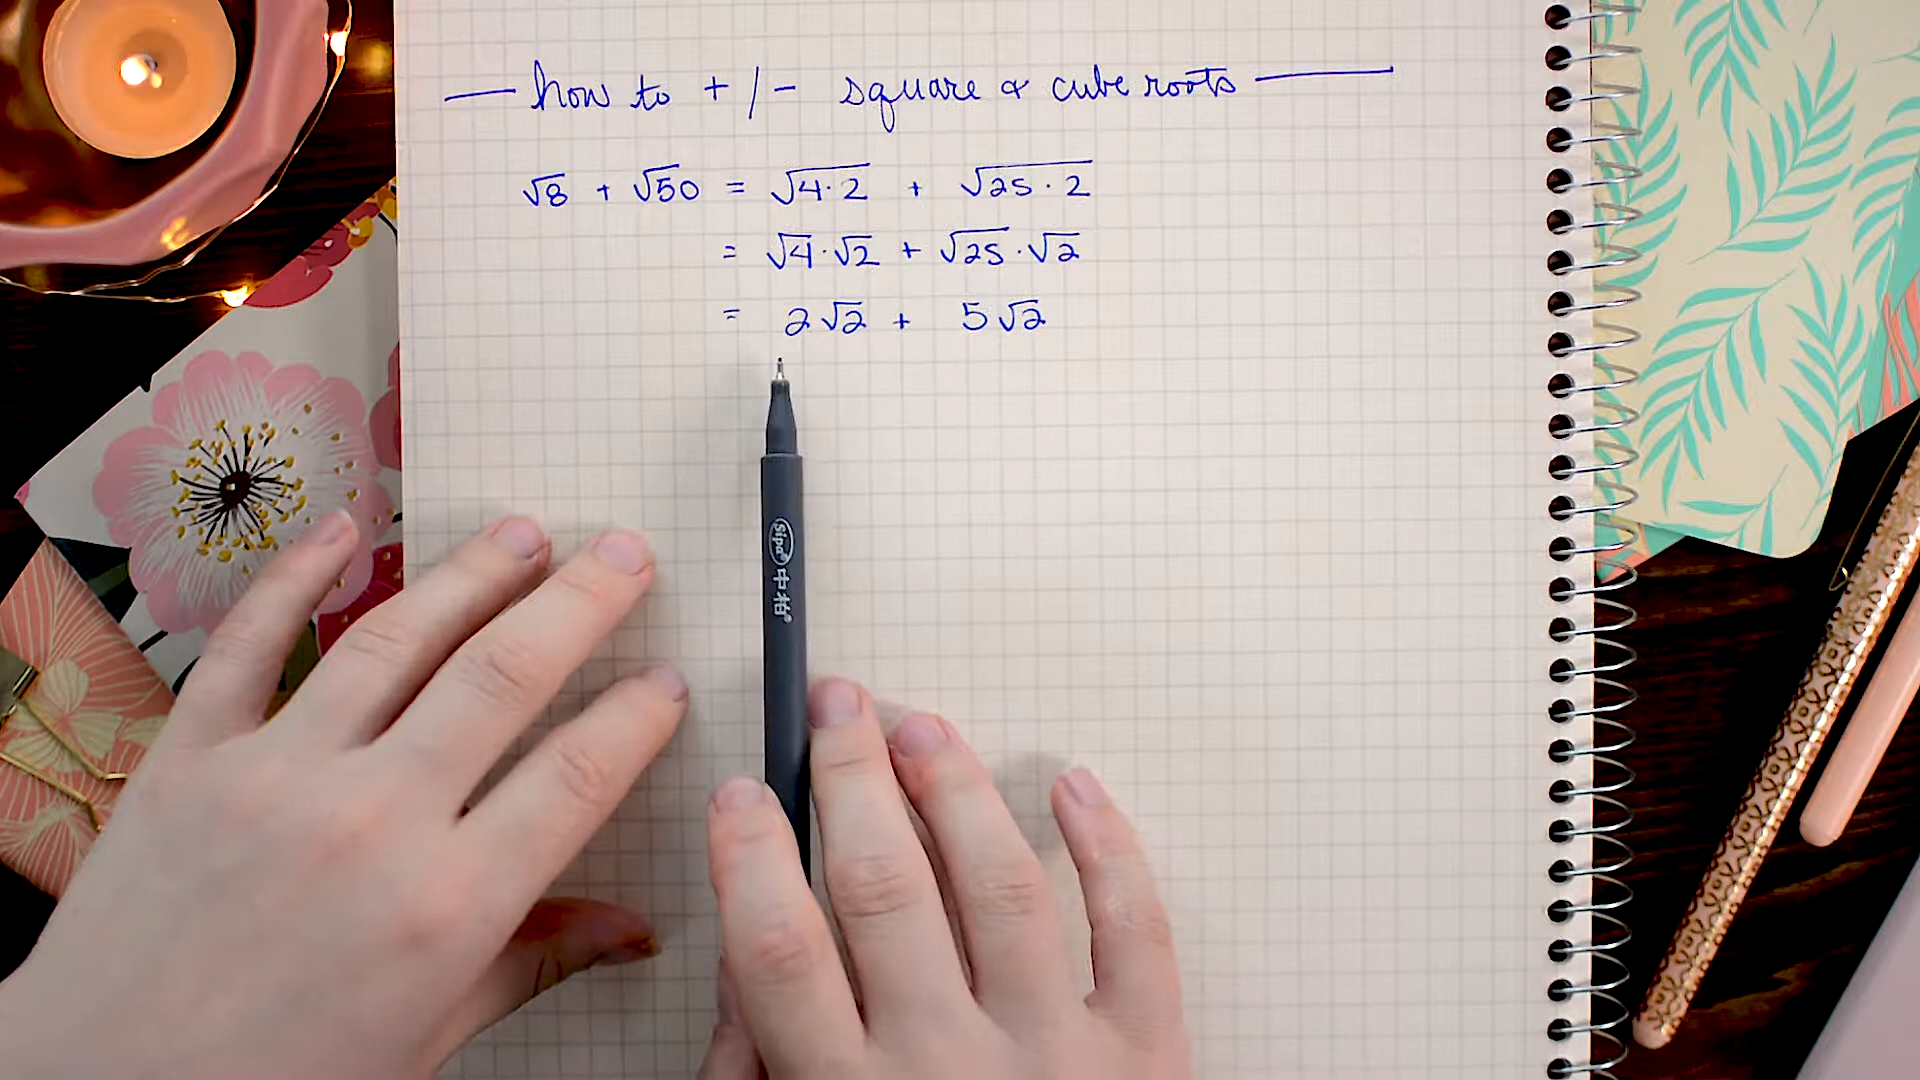 — how to + / - square & cube roots —
√8 + √50 = √4·2 + √25·2
= √4·√2 + √25·√2
= 2√2 + 5√2
sipa 中柏